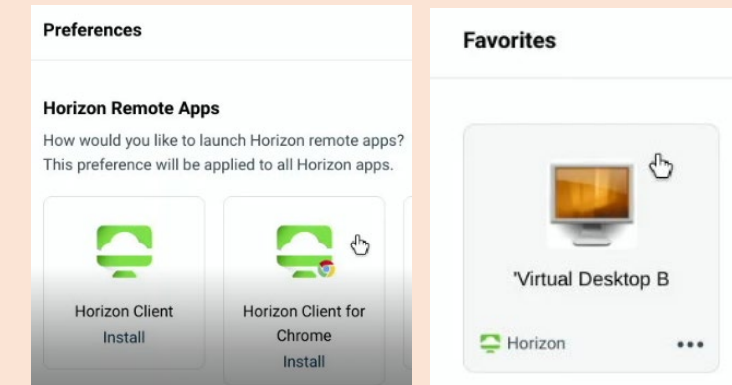 Preferences
Horizon Remote Apps
How would you like to launch Horizon remote apps?
This preference will be applied to all Horizon apps.
Horizon Client
Install
Horizon Client for
Chrome
Install
Favorites
'Virtual Desktop B
Horizon